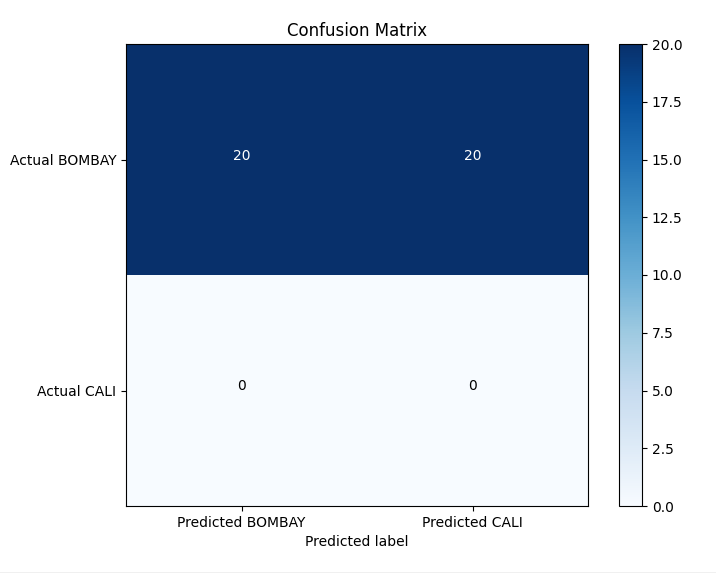 Confusion Matrix
Actual BOMBAY
Actual CALI
20 20
0 0
Predicted BOMBAY Predicted CALI
Predicted label
20.0
17.5
15.0
12.5
10.0
7.5
5.0
2.5
0.0